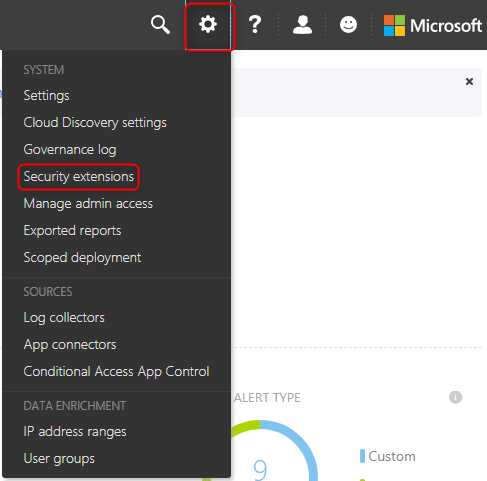 ? Microsoft
SYSTEM
Settings
Cloud Discovery settings
Governance log
Security extensions
Manage admin access
Exported reports
Scoped deployment
SOURCES
Log collectors
App connectors
Conditional Access App Control
DATA ENRICHMENT
IP address ranges
User groups
ALERT TYPE
9
Custom